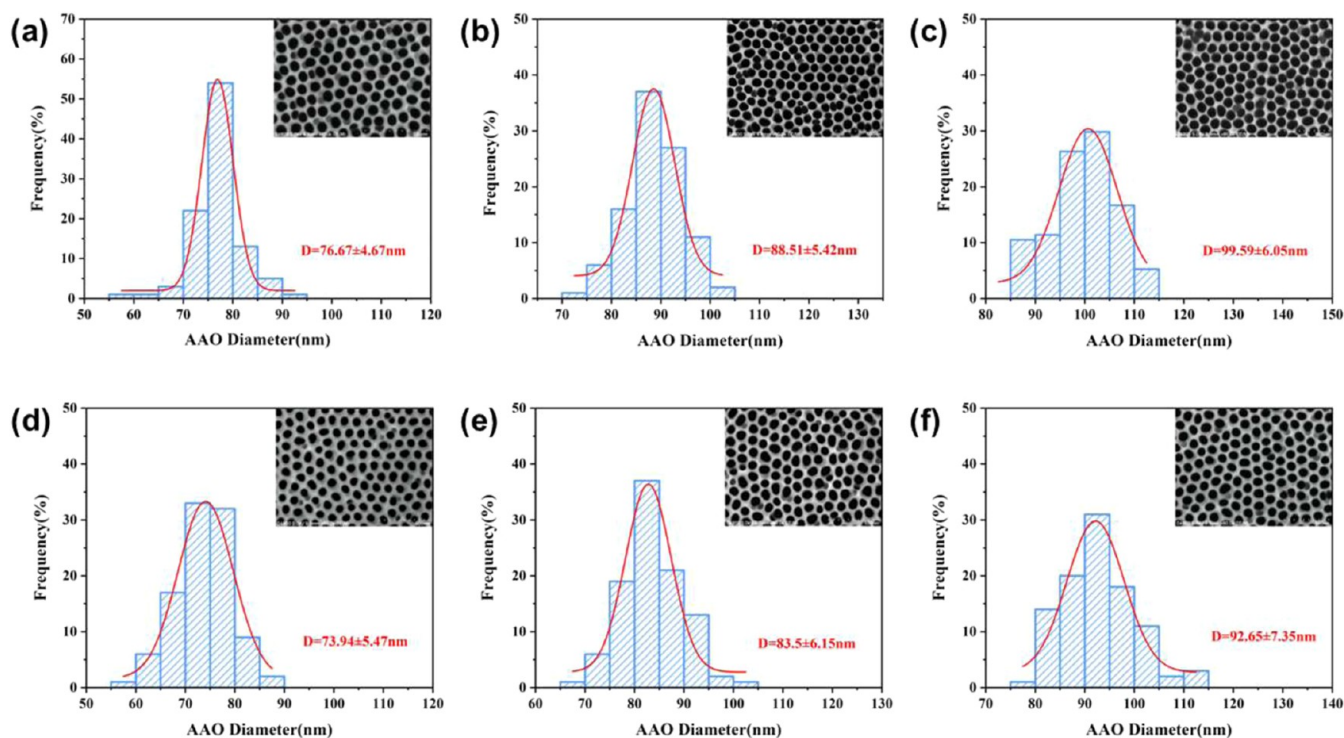 (a)
70
60
50
40
30
20
10
0
Frequency(%)
D=76.67±4.67nm
50 60 70 80 90 100 110 120
AAO Diameter(nm)
(b)
50
40
30
20
10
0
Frequency(%)
D=88.51±5.42nm
70 80 90 100 110 120 130
AAO Diameter(nm)
(c)
50
40
30
20
10
0
Frequency(%)
D=99.59±6.05nm
80 90 100 110 120 130 140 150
AAO Diameter(nm)
(d)
50
40
30
20
10
0
Frequency(%)
D=73.94±5.47nm
50 60 70 80 90 100 110 120
AAO Diameter(nm)
(e)
50
40
30
20
10
0
Frequency(%)
D=83.5±6.15nm
60 70 80 90 100 110 120 130
AAO Diameter(nm)
(f)
50
40
30
20
10
0
Frequency(%)
D=92.65±7.35nm
70 80 90 100 110 120 130 140
AAO Diameter(nm)